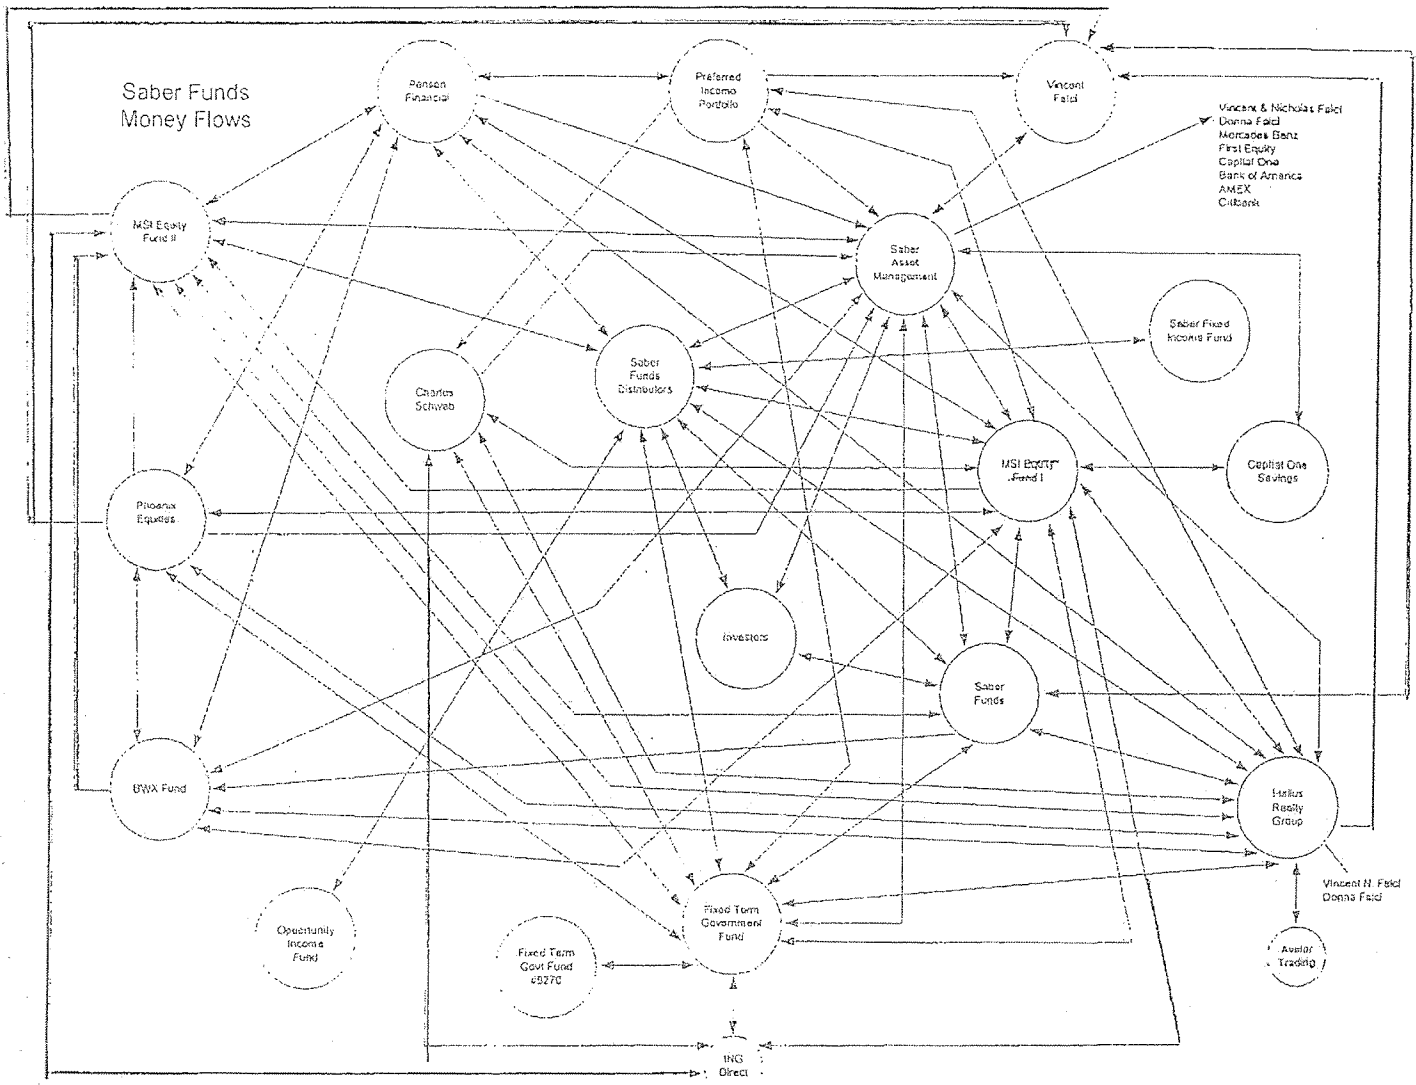 Saber Funds
Money Flows
Penson
Financial
Preferred
Income
Portfolio
Vincent
Falci
Vincent & Nicholas Falci
Donna Falci
Mercedes Benz
First Equity
Capital One
Bank of America
AMEX
Citibank
MSI Equity
Fund II
Saber
Asset
Management
Saber Fixed
Income Fund
Charles
Schwab
Saber
Funds
Distributors
MSI Equity
Fund I
Capital One
Savings
Phoenix
Equities
Investors
Saber
Funds
BWX Fund
Realty
Group
Vincent N. Falci
Donna Falci
Opportunity
Income
Fund
Fixed Term
Govt Fund
Fixed Term
Government
Fund
Avatar
Trading
ING
Direct